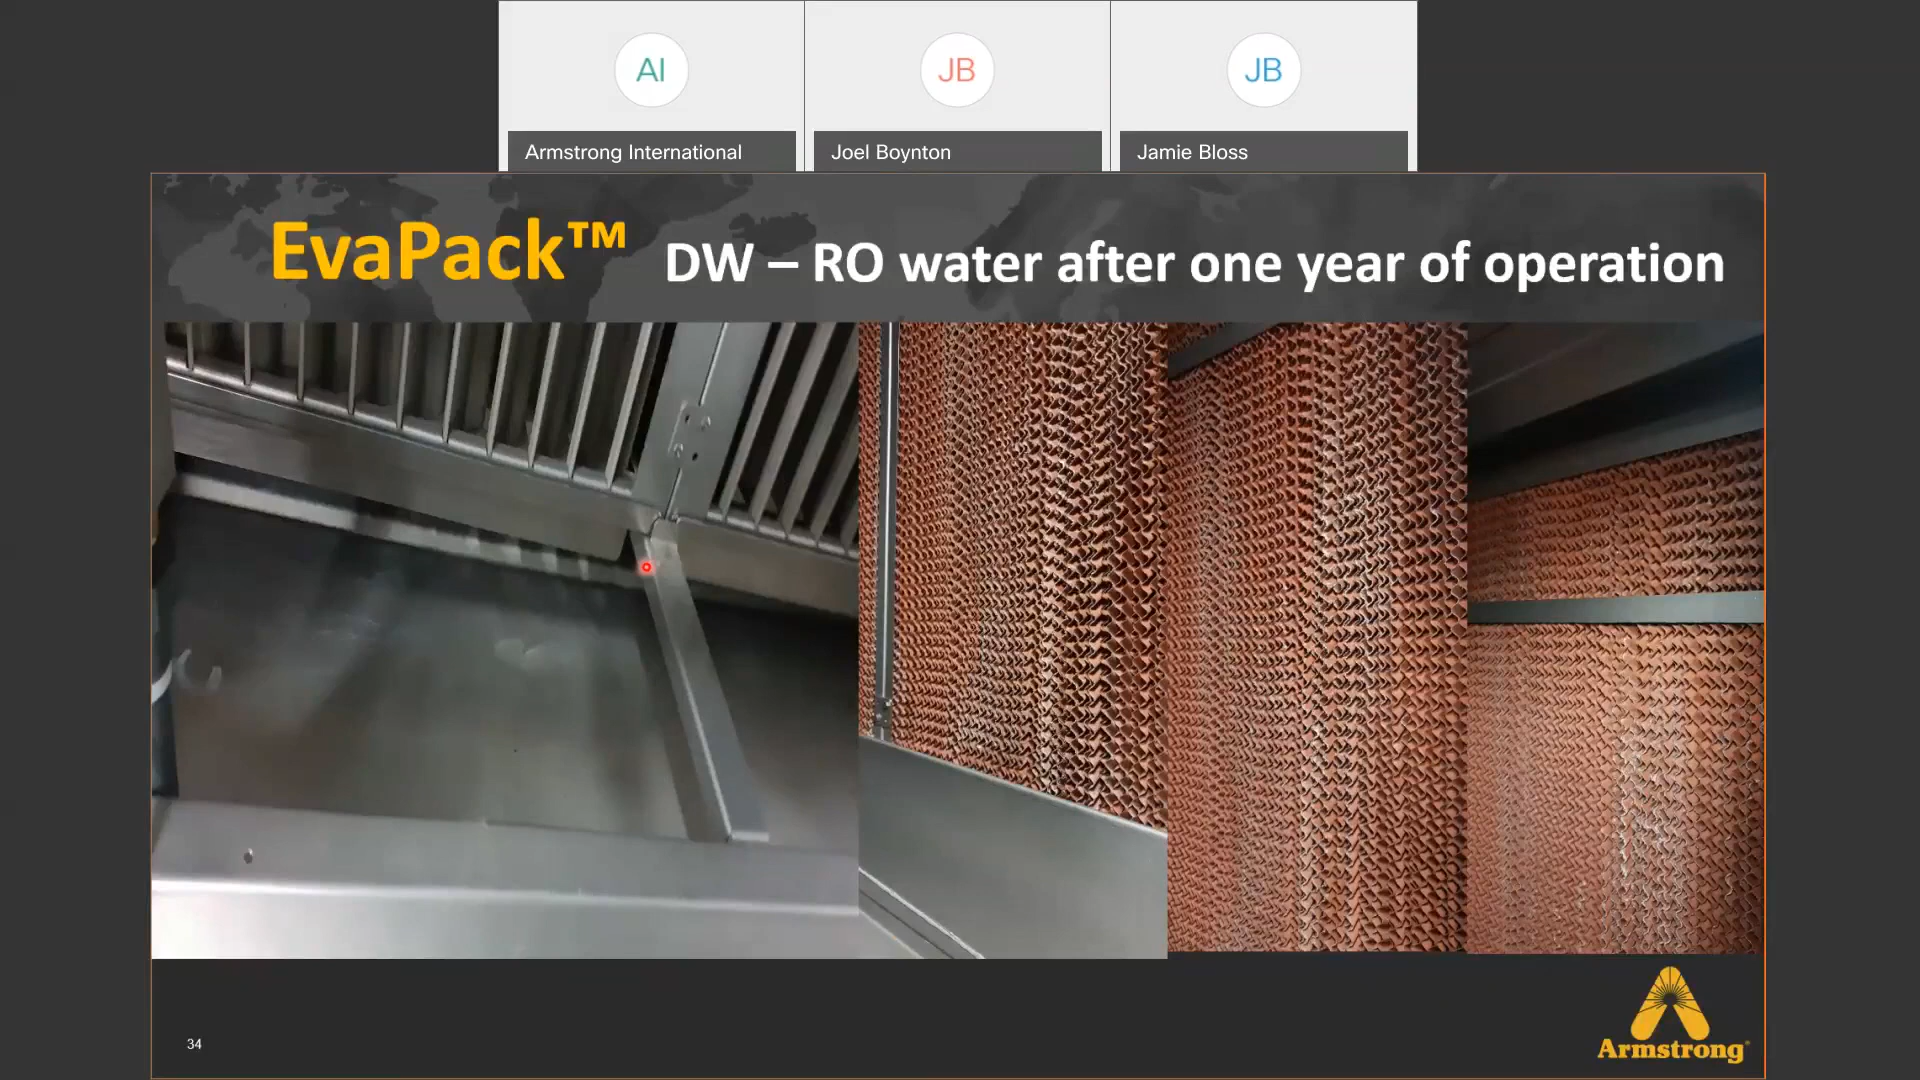 AI
JB
JB
Armstrong International
Joel Boynton
Jamie Bloss
EvaPack™ DW – RO water after one year of operation
34
Armstrong®